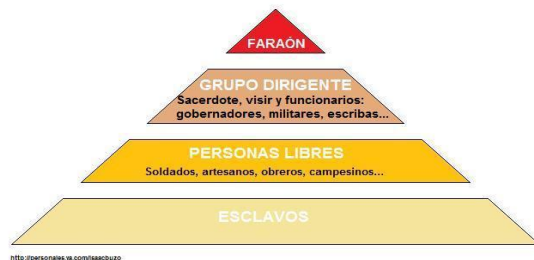 FARAÓN
GRUPO DIRIGENTE
Sacerdote, visir y funcionarios:
gobernadores, militares, escribas...
PERSONAS LIBRES
Soldados, artesanos, obreros, campesinos...
ESCLAVOS
http://personales.ya.com/isaacbuzo